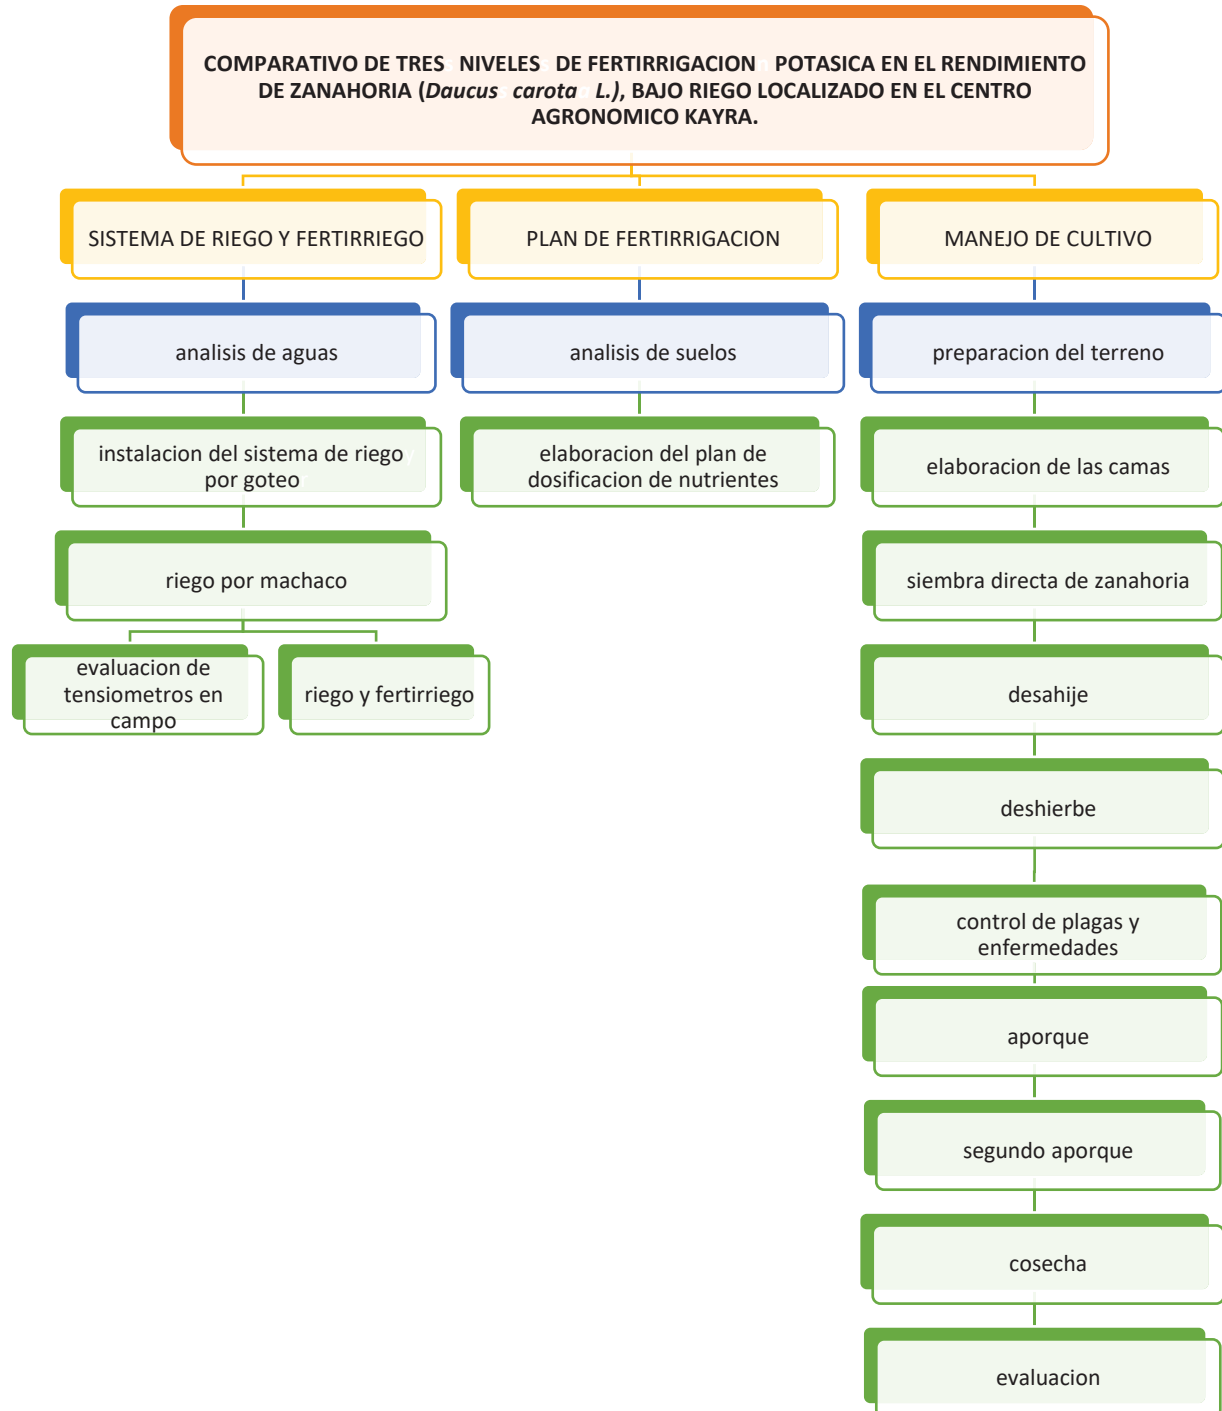 COMPARATIVO DE TRES NIVELES DE FERTIRRIGACION POTASICA EN EL RENDIMIENTO
DE ZANAHORIA (Daucus carota L.), BAJO RIEGO LOCALIZADO EN EL CENTRO
AGRONOMICO KAYRA.
SISTEMA DE RIEGO Y FERTIRRIEGO
PLAN DE FERTIRRIGACION
MANEJO DE CULTIVO
analisis de aguas
analisis de suelos
preparacion del terreno
instalacion del sistema de riego
por goteo
elaboracion del plan de
dosificacion de nutrientes
elaboracion de las camas
riego por machaco
siembra directa de zanahoria
evaluacion de
tensiometros en
campo
riego y fertirriego
desahije
deshierbe
control de plagas y
enfermedades
aporque
segundo aporque
cosecha
evaluacion